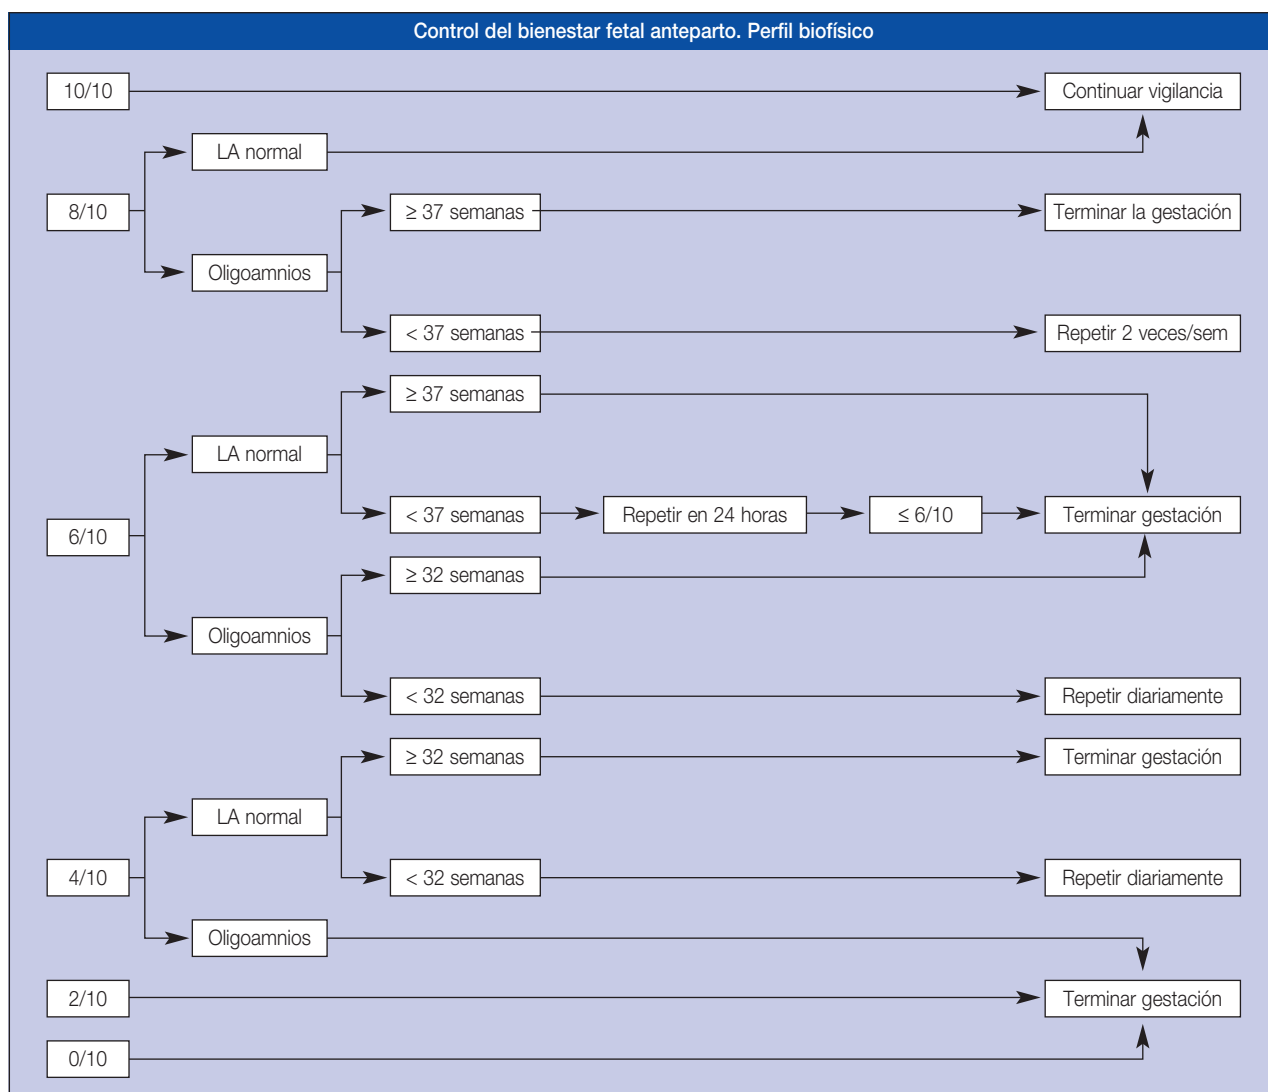 Control del bienestar fetal anteparto. Perfil biofísico
10/10
Continuar vigilancia
LA normal
8/10
≥ 37 semanas
Terminar la gestación
Oligoamnios
< 37 semanas
Repetir 2 veces/sem
≥ 37 semanas
LA normal
< 37 semanas
Repetir en 24 horas
≤ 6/10
Terminar gestación
6/10
≥ 32 semanas
Oligoamnios
< 32 semanas
Repetir diariamente
≥ 32 semanas
Terminar gestación
LA normal
4/10
< 32 semanas
Repetir diariamente
Oligoamnios
2/10
Terminar gestación
0/10